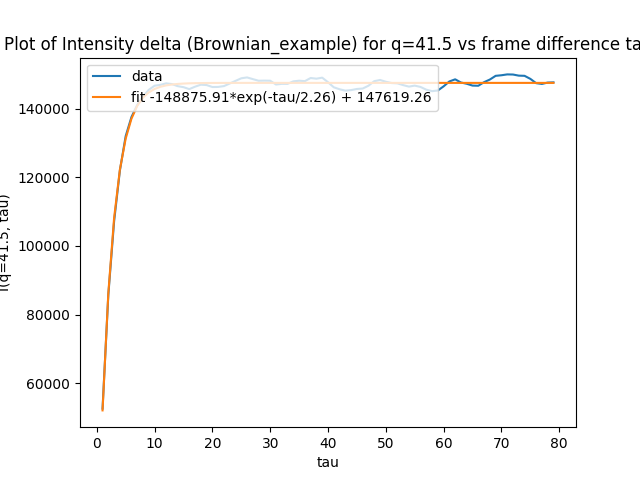 Plot of Intensity delta (Brownian_example) for q=41.5 vs frame difference ta
data
fit -148875.91*exp(-tau/2.26) + 147619.26
140000
120000
100000
80000
60000
I(q=41.5, tau)
0 10 20 30 40 50 60 70 80
tau